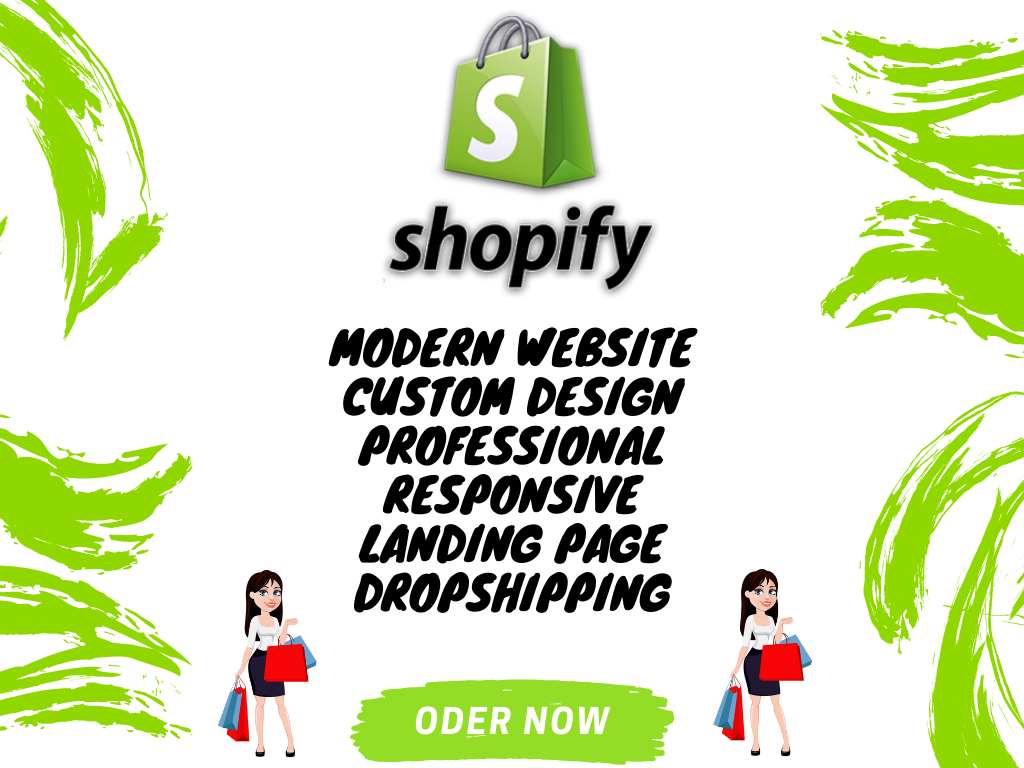 S
shopify
MODERN WEBSITE
CUSTOM DESIGN
PROFESSIONAL
RESPONSIVE
LANDING PAGE
DROPSHIPPING
ODER NOW